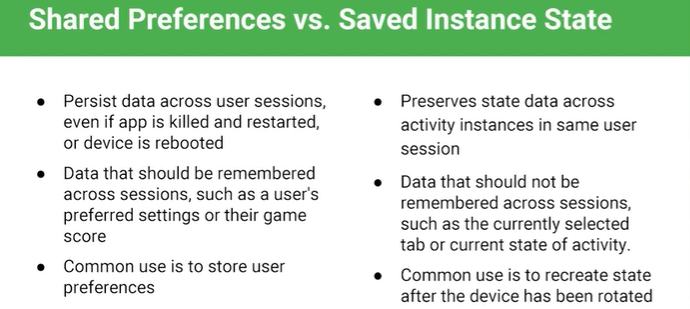 Shared Preferences vs. Saved Instance State
● Persist data across user sessions,
even if app is killed and restarted,
or device is rebooted
● Data that should be remembered
across sessions, such as a user's
preferred settings or their game
score
● Common use is to store user
preferences
● Preserves state data across
activity instances in same user
session
● Data that should not be
remembered across sessions,
such as the currently selected
tab or current state of activity.
● Common use is to recreate state
after the device has been rotated